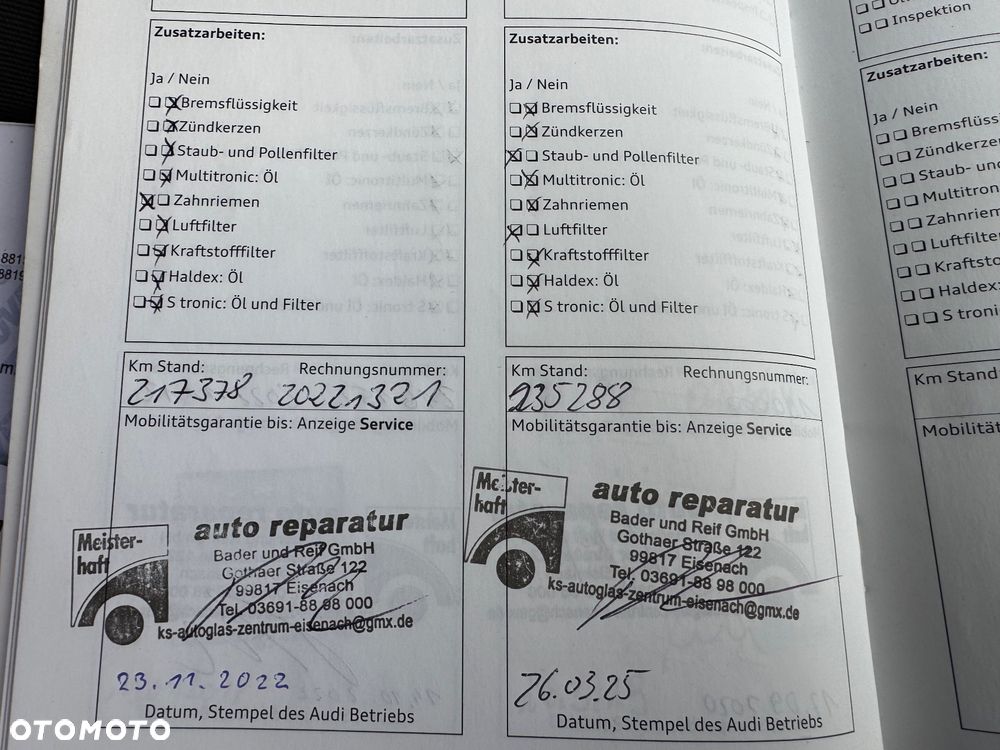 Zusatzarbeiten:
Ja / Nein
Bremsflüssigkeit
Zündkerzen
Staub- und Pollenfilter
Multitronic: Öl
Zahnriemen
Luftfilter
Kraftstofffilter
Haldex: Öl
S tronic: Öl und Filter
Km Stand: Rechnungsnummer:
217378 20221321
Mobilitätsgarantie bis: Anzeige Service
Meister-
haft
auto reparatur
Bader und Reif GmbH
Gothaer Straße 122
99817 Eisenach
Tel. 03691-88 98 000
ks-autoglas-zentrum-eisenach@gmx.de
23.11.2022
Datum, Stempel des Audi Betriebs
Zusatzarbeiten:
Ja / Nein
Bremsflüssigkeit
Zündkerzen
Staub- und Pollenfilter
Multitronic: Öl
Zahnriemen
Luftfilter
Kraftstofffilter
Haldex: Öl
S tronic: Öl und Filter
Km Stand: Rechnungsnummer:
235288
Mobilitätsgarantie bis: Anzeige Service
Meister-
haft
auto reparatur
Bader und Reif GmbH
Gothaer Straße 122
99817 Eisenach
Tel. 03691-88 98 000
ks-autoglas-zentrum-eisenach@gmx.de
26.03.25
Datum, Stempel des Audi Betriebs
Inspektion
Zusatzarbeiten:
Ja / Nein
Bremsflüss
Zündkerze
Staub- und
Multitron
Zahnriem
Luftfilte
Kraftsto
Haldex:
S troni
Km Stand:
Mobilität
OTOMOTO